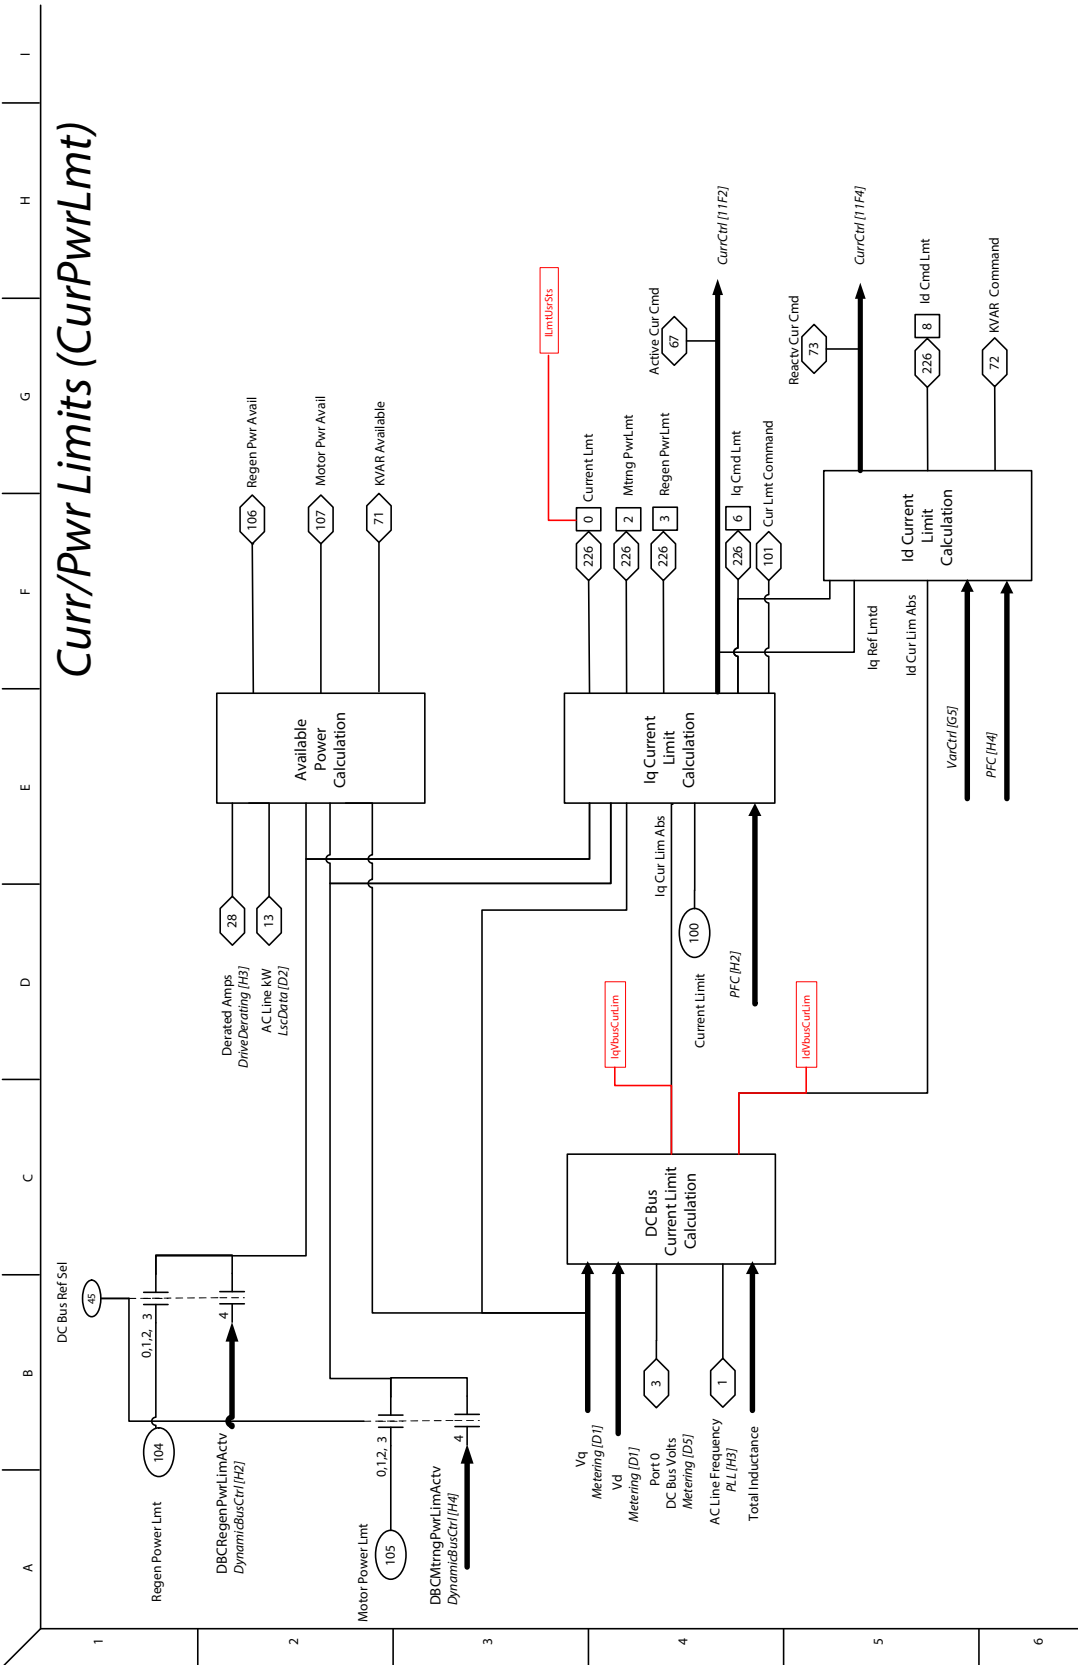 Curr/Pwr Limits (CurPwrLmt)
A
B
C
D
E
F
G
H
I
1
2
3
4
5
6
DC Bus Ref Sel
45
Regen Power Lmt
104
0,1,2, 3
DBCRegenPwrLimActv
DynamicBusCtrl [H2]
4
Motor Power Lmt
105
0,1,2, 3
DBCMtrngPwrLimActv
DynamicBusCtrl [H4]
4
Derated Amps
DriveDerating [H3]
28
AC Line kW
LscData [D2]
13
Available
Power
Calculation
106
Regen Pwr Avail
107
Motor Pwr Avail
71
KVAR Available
Vq
Metering [D1]
Vd
Metering [D1]
Port 0
DC Bus Volts
Metering [D5]
3
AC Line Frequency
PLL [H3]
1
Total Inductance
DC Bus
Current Limit
Calculation
IqVbusCurLim
IdVbusCurLim
Iq Cur Lim Abs
Current Limit
100
PFC [H2]
Iq Current
Limit
Calculation
ILmtUsrSts
226
0
Current Lmt
226
2
Mtrng PwrLmt
226
3
Regen PwrLmt
Active Cur Cmd
67
CurrCtrl [11F2]
226
6
Iq Cmd Lmt
101
Cur Lmt Command
Iq Ref Lmtd
Id Cur Lim Abs
VarCtrl [G5]
PFC [H4]
Id Current
Limit
Calculation
Reactv Cur Cmd
73
CurrCtrl [11F4]
226
8
Id Cmd Lmt
72
KVAR Command